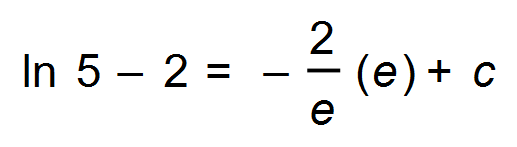 ln 5 – 2 = – 2/e (e) + c